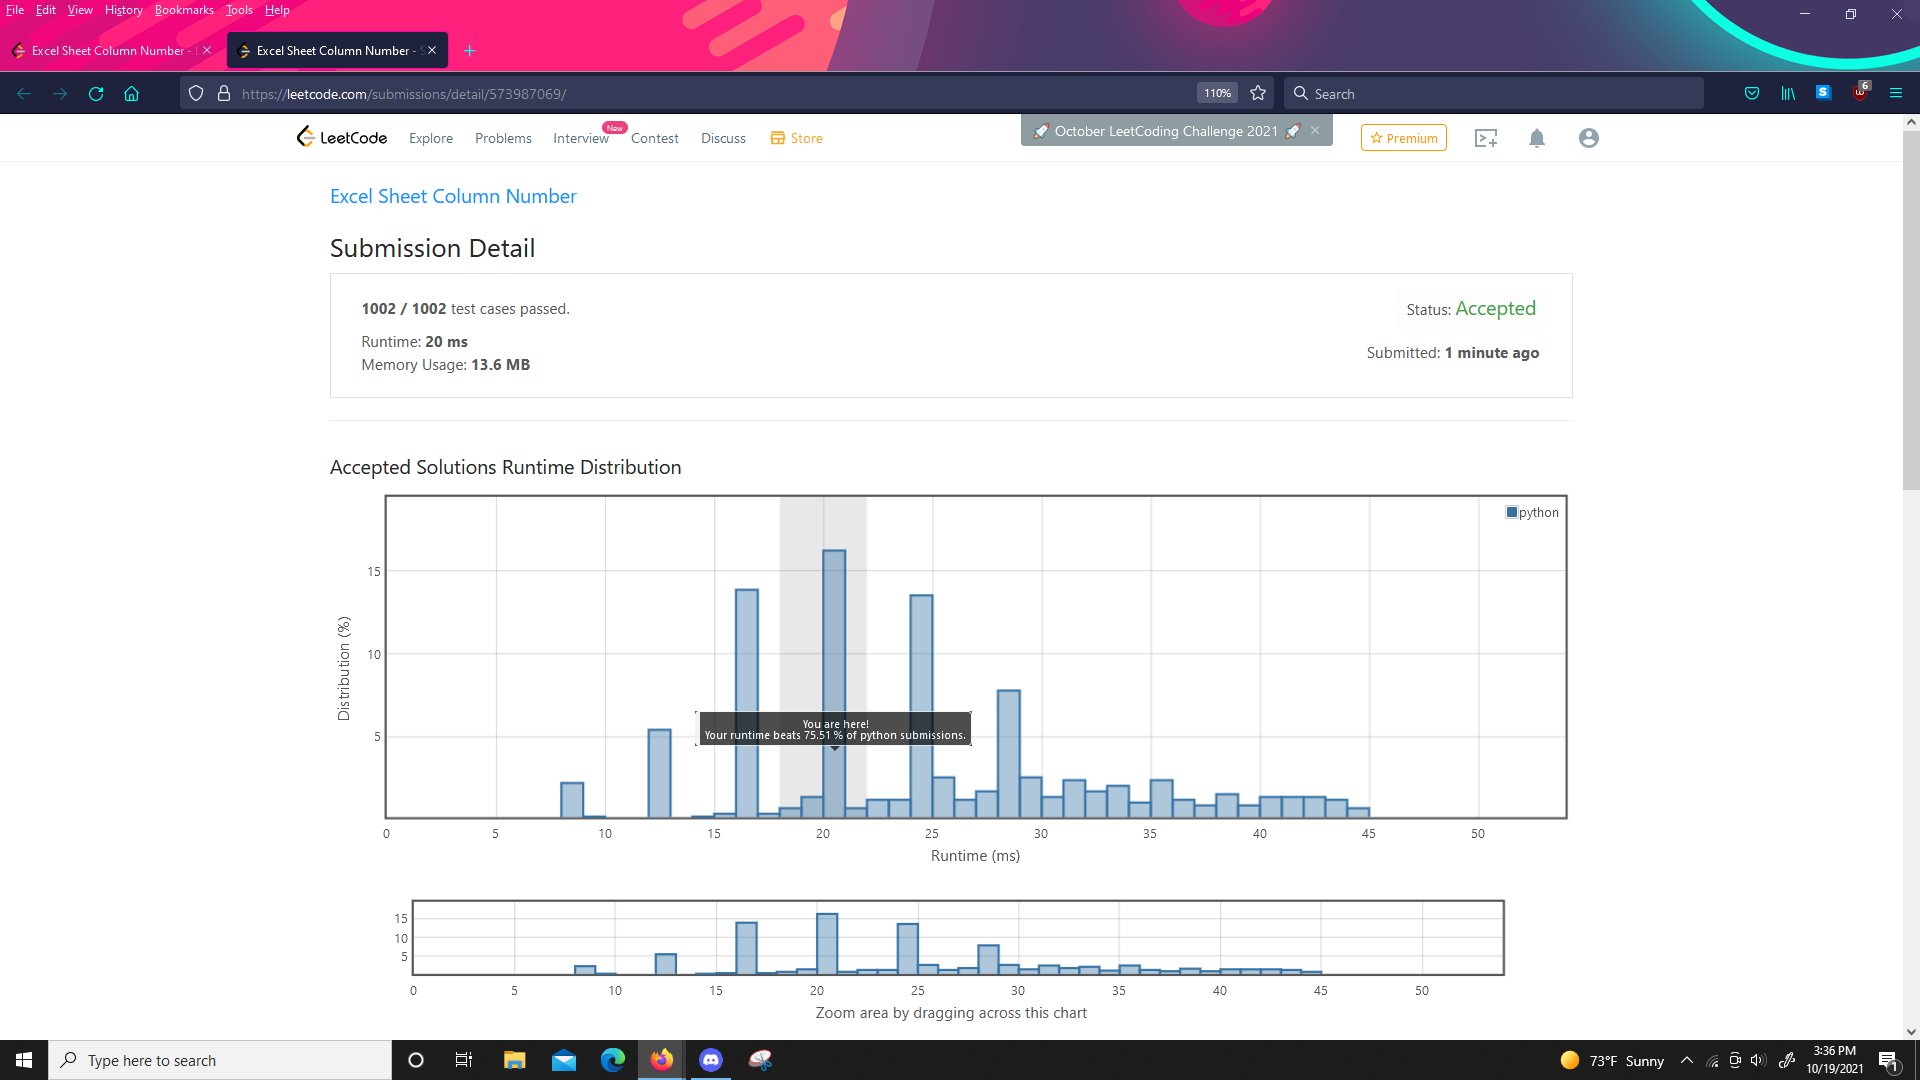 File Edit View History Bookmarks Tools Help
Excel Sheet Column Number -
Excel Sheet Column Number - S
https://leetcode.com/submissions/detail/573987069/
110%
Search
S
6
LeetCode
Explore
Problems
Interview
New
Contest
Discuss
Store
October LeetCoding Challenge 2021
Premium
Excel Sheet Column Number
Submission Detail
1002 / 1002 test cases passed.
Status: Accepted
Runtime: 20 ms
Submitted: 1 minute ago
Memory Usage: 13.6 MB
Accepted Solutions Runtime Distribution
python
15
10
5
Distribution (%)
You are here!
Your runtime beats 75.51 % of python submissions.
0 5 10 15 20 25 30 35 40 45 50
Runtime (ms)
15
10
5
0 5 10 15 20 25 30 35 40 45 50
Zoom area by dragging across this chart
Type here to search
73°F Sunny
3:36 PM
10/19/2021
1